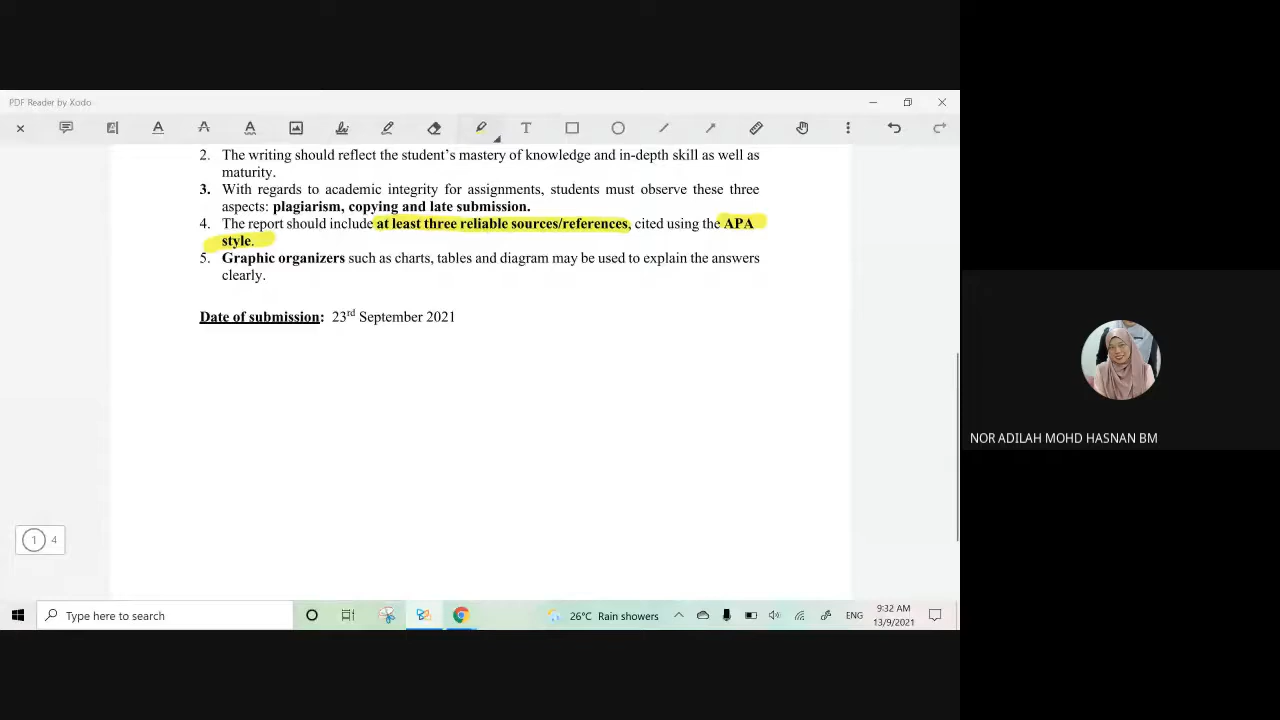 PDF Reader by Xodo
2. The writing should reflect the student's mastery of knowledge and in-depth skill as well as
maturity.
3. With regards to academic integrity for assignments, students must observe these three
aspects: plagiarism, copying and late submission.
4. The report should include at least three reliable sources/references, cited using the APA
style.
5. Graphic organizers such as charts, tables and diagram may be used to explain the answers
clearly.
Date of submission: 23rd September 2021
NOR ADILAH MOHD HASNAN BM
1 4
Type here to search
26°C Rain showers
ENG
9:32 AM
13/9/2021